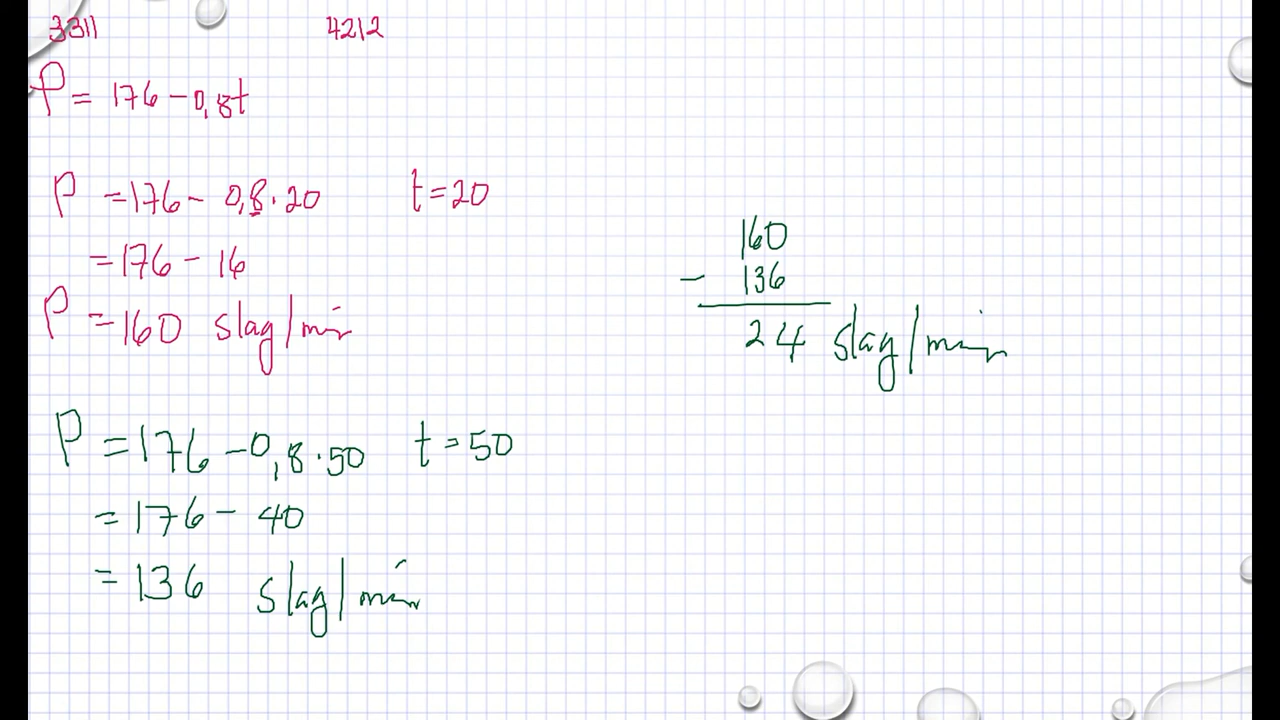 3311 4212
P = 176 - 0,8t
P = 176 - 0,8 · 20 t = 20
= 176 - 16
P = 160 slag/min
160
- 136
24 slag/min
P = 176 - 0,8 · 50 t = 50
= 176 - 40
= 136 slag/min